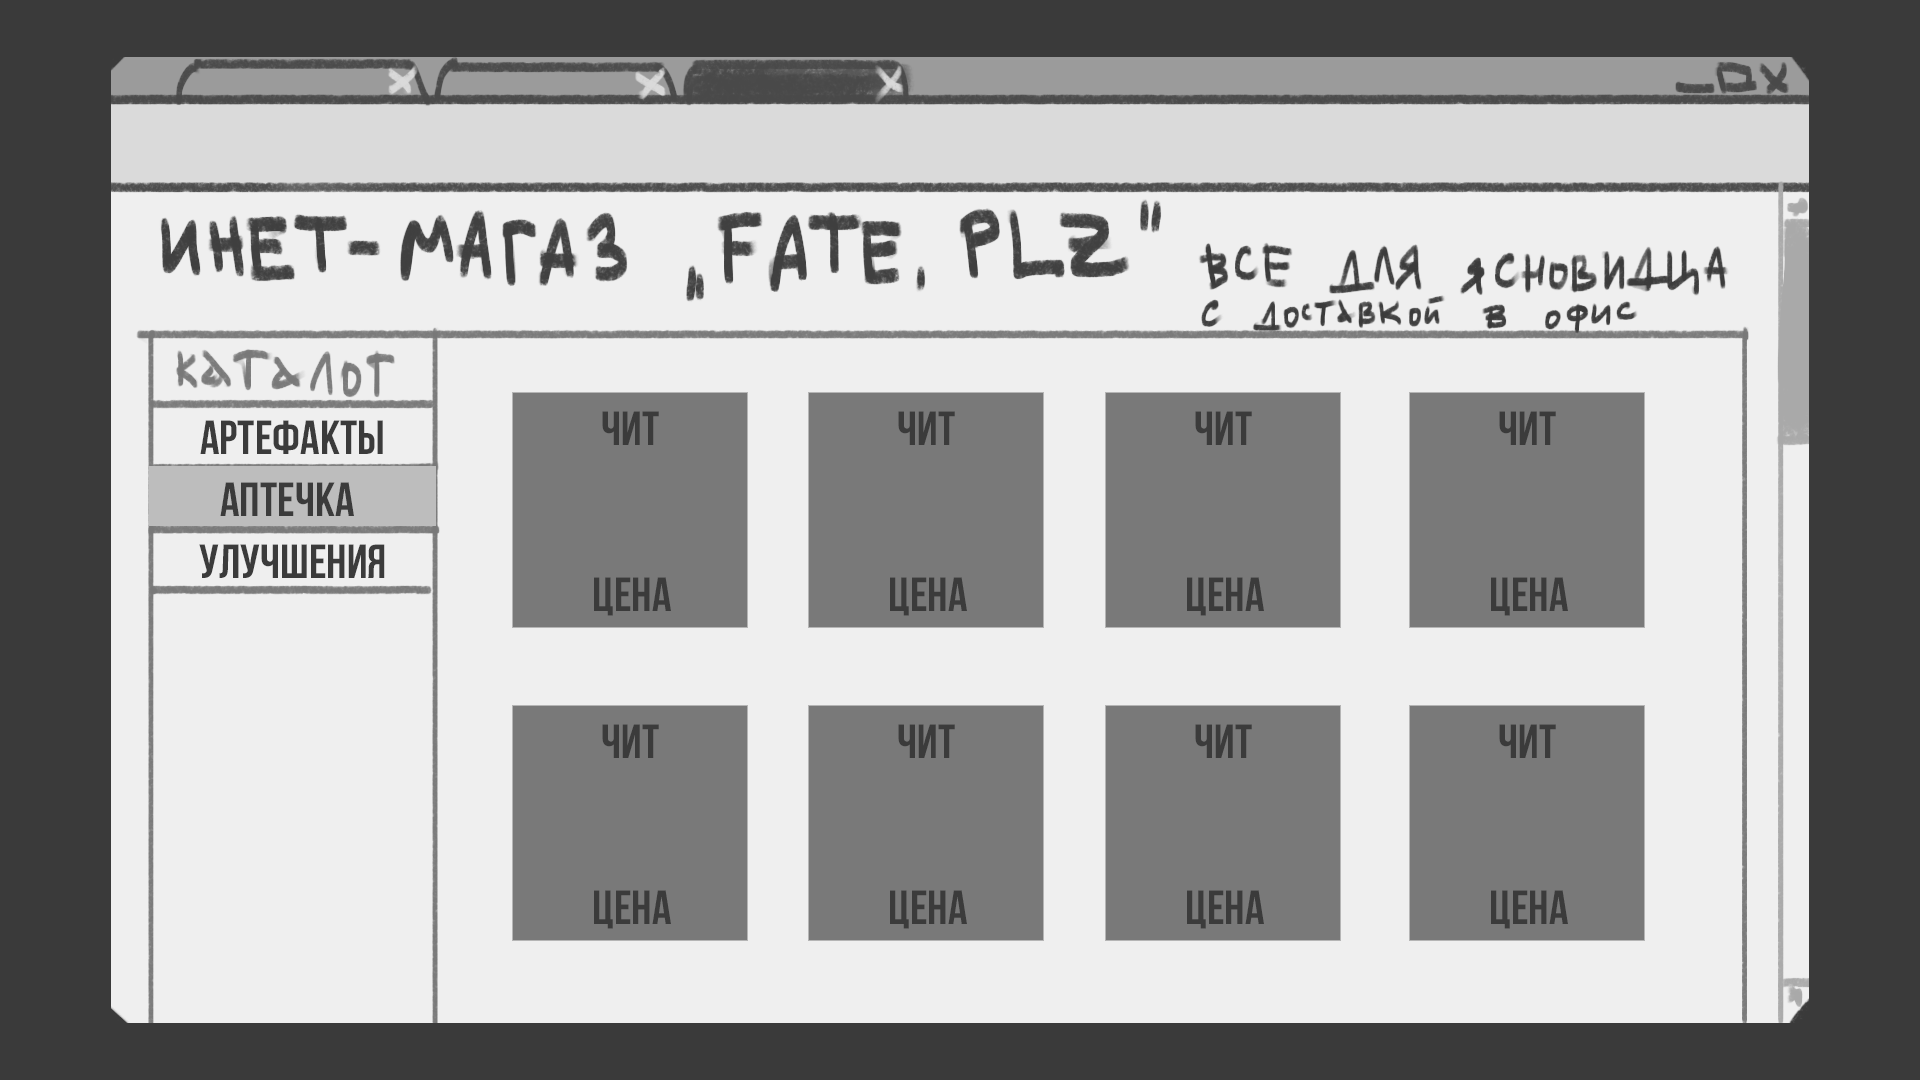 ИНЕТ-МАГАЗ „FATE, PLZ"
ВСЕ ДЛЯ ЯСНОВИДЦА
С ДОСТАВКОЙ В ОФИС
КАТАЛОГ
АРТЕФАКТЫ
АПТЕЧКА
УЛУЧШЕНИЯ
ЧИТ ЧИТ ЧИТ ЧИТ
ЦЕНА ЦЕНА ЦЕНА ЦЕНА
ЧИТ ЧИТ ЧИТ ЧИТ
ЦЕНА ЦЕНА ЦЕНА ЦЕНА